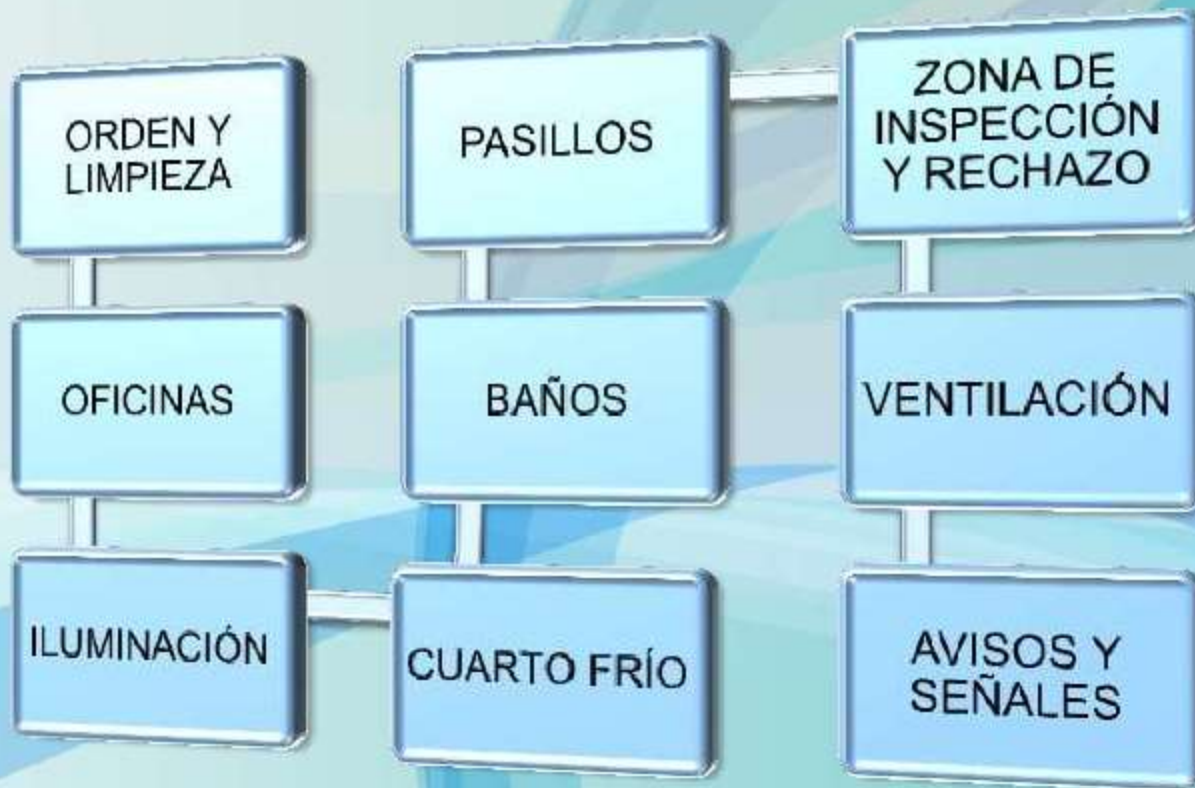 ORDEN Y
LIMPIEZA
OFICINAS
ILUMINACIÓN
CUARTO FRÍO
BAÑOS
PASILLOS
ZONA DE
INSPECCIÓN
Y RECHAZO
VENTILACIÓN
AVISOS Y
SEÑALES